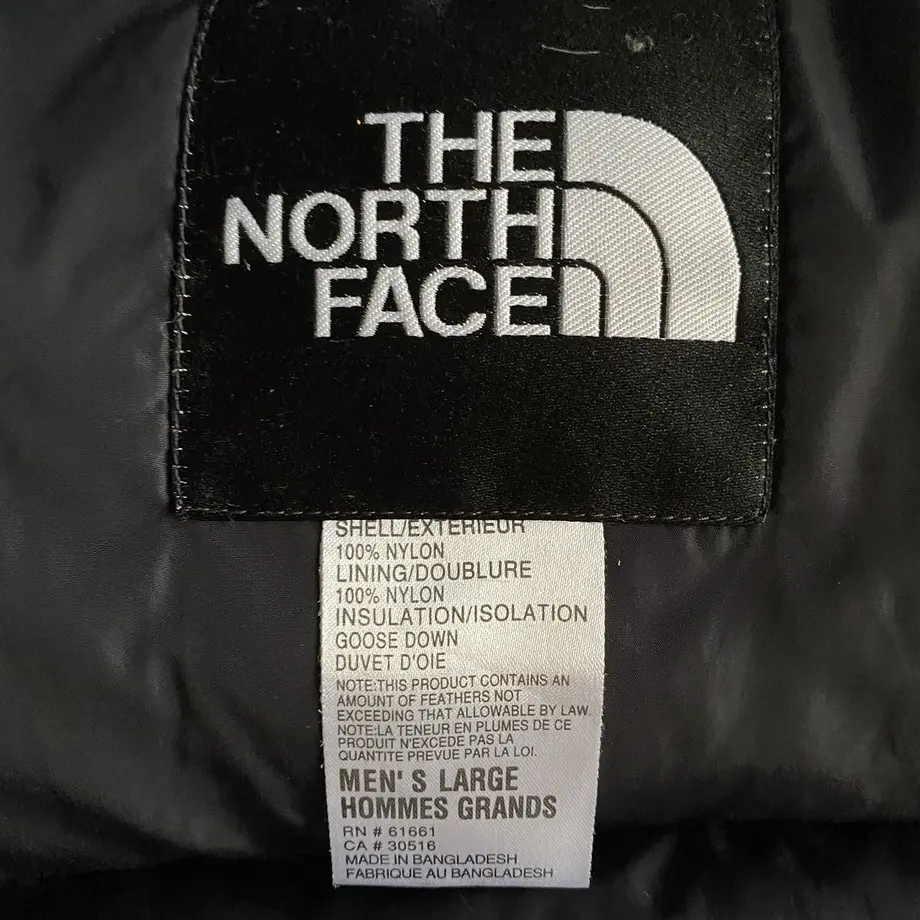 THE
NORTH
FACE
SHELL/EXTERIEUR
100% NYLON
LINING/DOUBLURE
100% NYLON
INSULATION/ISOLATION
GOOSE DOWN
DUVET D'OIE
NOTE:THIS PRODUCT CONTAINS AN
AMOUNT OF FEATHERS NOT
EXCEEDING THAT ALLOWABLE BY LAW.
NOTE:LA TENEUR EN PLUMES DE CE
PRODUIT N'EXCEDE PAS LA
QUANTITE PREVUE PAR LA LOI.
MEN'S LARGE
HOMMES GRANDS
RN # 61661
CA # 30516
MADE IN BANGLADESH
FABRIQUE AU BANGLADESH